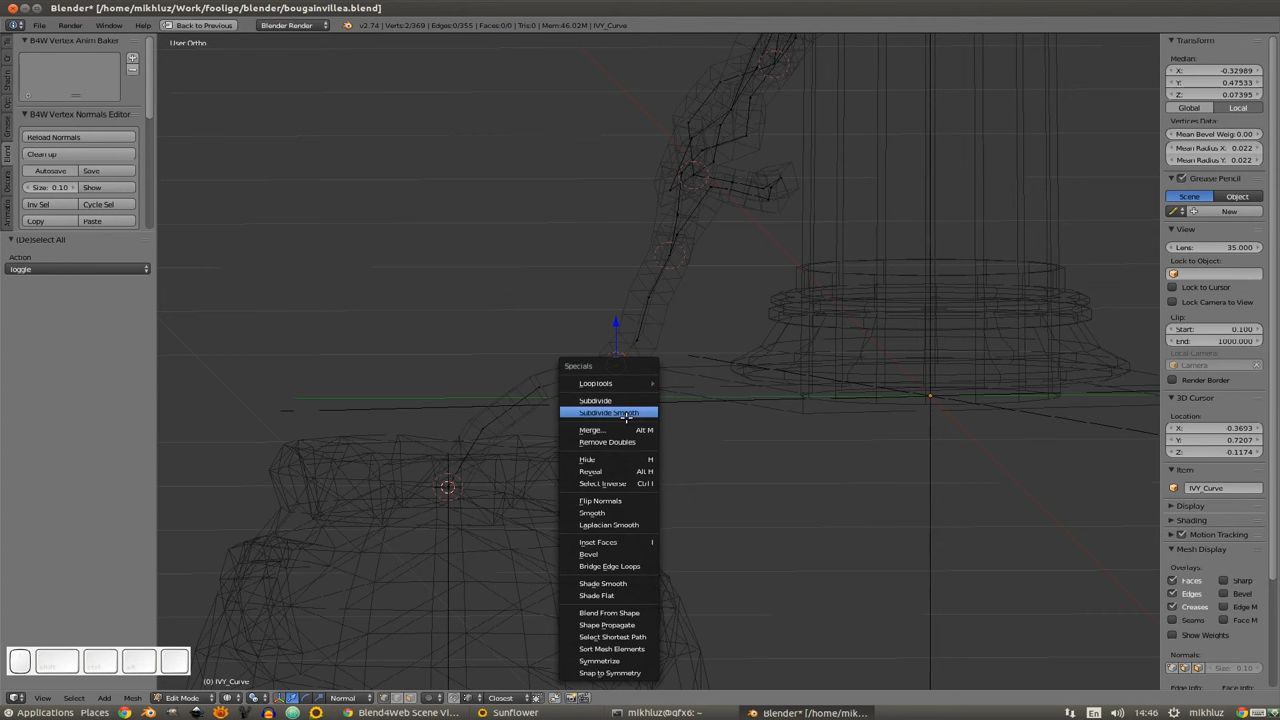 Blender* [/home/mikhluz/Work/foolige/blender/bougainvillea.blend]
File Render Window Help Back to Previous Blender Render v2.74 | Verts:2/369 | Edges:0/355 | Faces:0/0 | Tris:0 | Mem:46.02M | IVY_Curve
B4W Vertex Anim Baker
B4W Vertex Normals Editor
Reload Normals
Clean up
Autosave Save
Size: 0.10 Show
Inv Sel Cycle Sel
Copy Paste
(De)select All
Action
Toggle
User Ortho
Specials
LoopTools
Subdivide
Subdivide Smooth
Merge... Alt M
Remove Doubles
Hide H
Reveal Alt H
Select Inverse Ctrl I
Flip Normals
Smooth
Laplacian Smooth
Inset Faces I
Bevel
Bridge Edge Loops
Shade Smooth
Shade Flat
Blend From Shape
Shape Propagate
Select Shortest Path
Sort Mesh Elements
Symmetrize
Snap to Symmetry
Transform
Median:
X: -0.32989
Y: 0.47533
Z: 0.07395
Global Local
Vertices Data:
Mean Bevel Weig: 0.00
Mean Radius X: 0.022
Mean Radius Y: 0.022
Grease Pencil
Scene Object
New
View
Lens: 35.000
Lock to Object:
Lock to Cursor
Lock Camera to View
Clip:
Start: 0.100
End: 1000.000
Local Camera:
Camera
Render Border
3D Cursor
Location:
X: -0.3693
Y: 0.7207
Z: -0.1174
Item
IVY_Curve
Display
Shading
Motion Tracking
Mesh Display
Overlays:
Faces Sharp
Edges Bevel
Creases Edge M
Seams Face M
Show Weights
Normals:
Size: 0.10
Edge Info:
(0) IVY_Curve
View Select Add Mesh Edit Mode Normal Closest
Applications Places Blend4Web Scene Vi... Sunflower mikhluz@gfx6: ~ Blender* [/home/mik... En 14:46 mikhluz